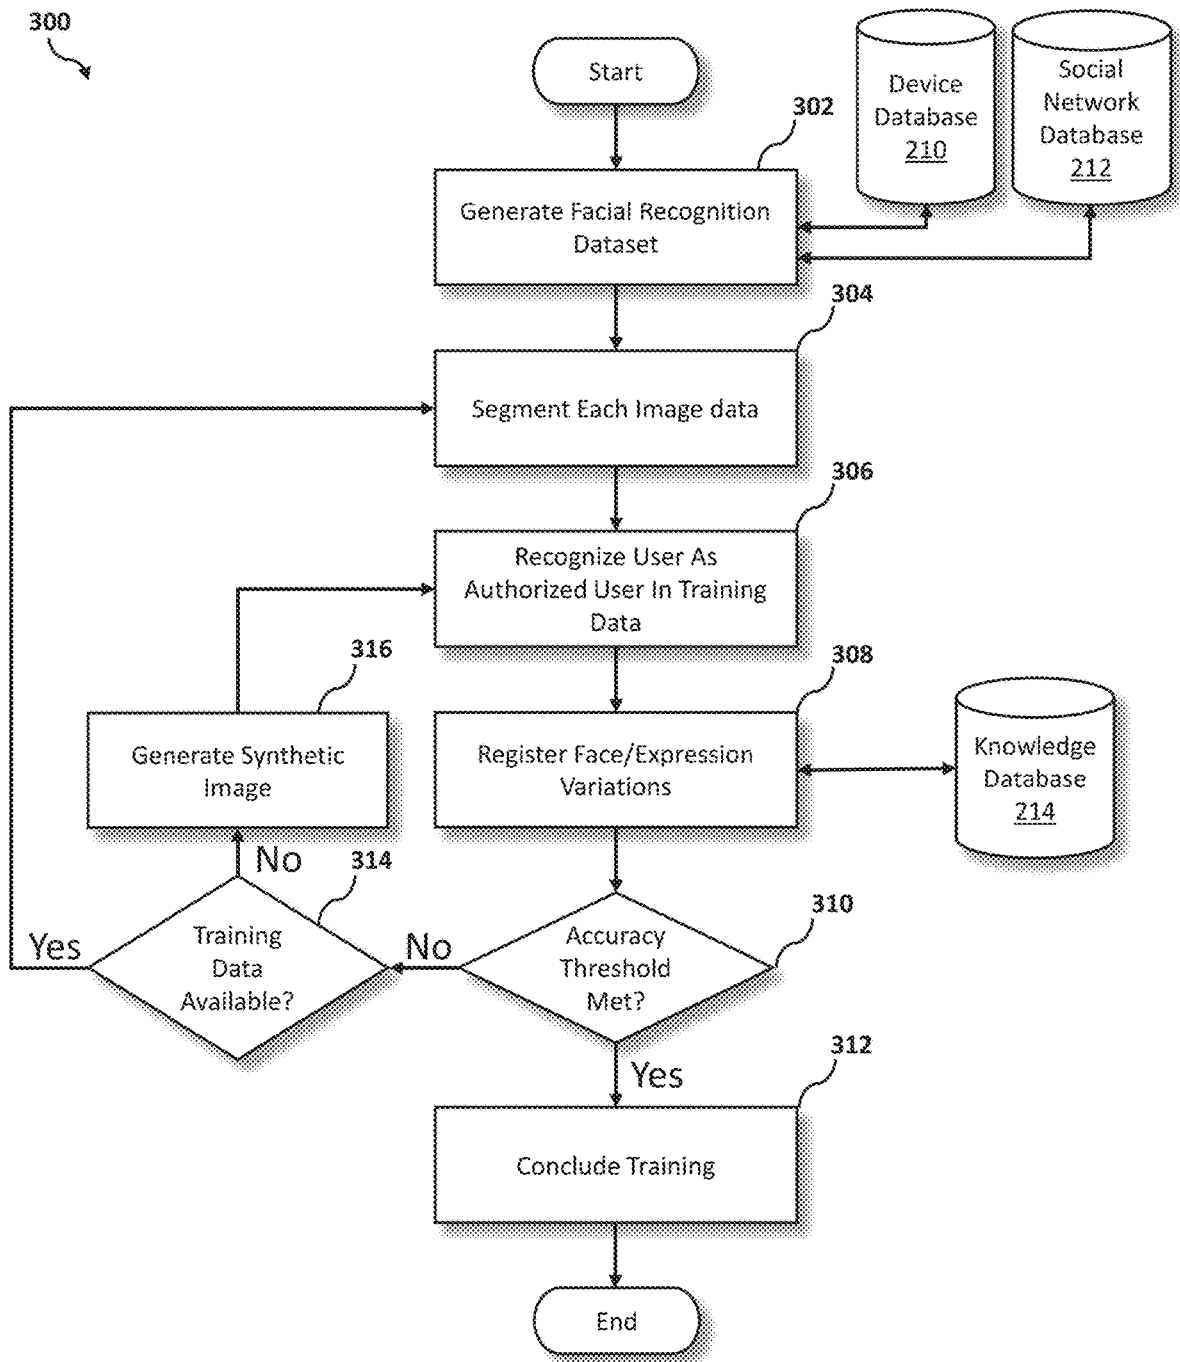 300
Start
302
Device
Database
210
Social
Network
Database
212
Generate Facial Recognition
Dataset
304
Segment Each Image data
306
Recognize User As
Authorized User In Training
Data
316
308
Generate Synthetic
Image
Register Face/Expression
Variations
Knowledge
Database
214
No
314
310
Yes
Training
Data
Available?
No
Accuracy
Threshold
Met?
Yes
312
Conclude Training
End